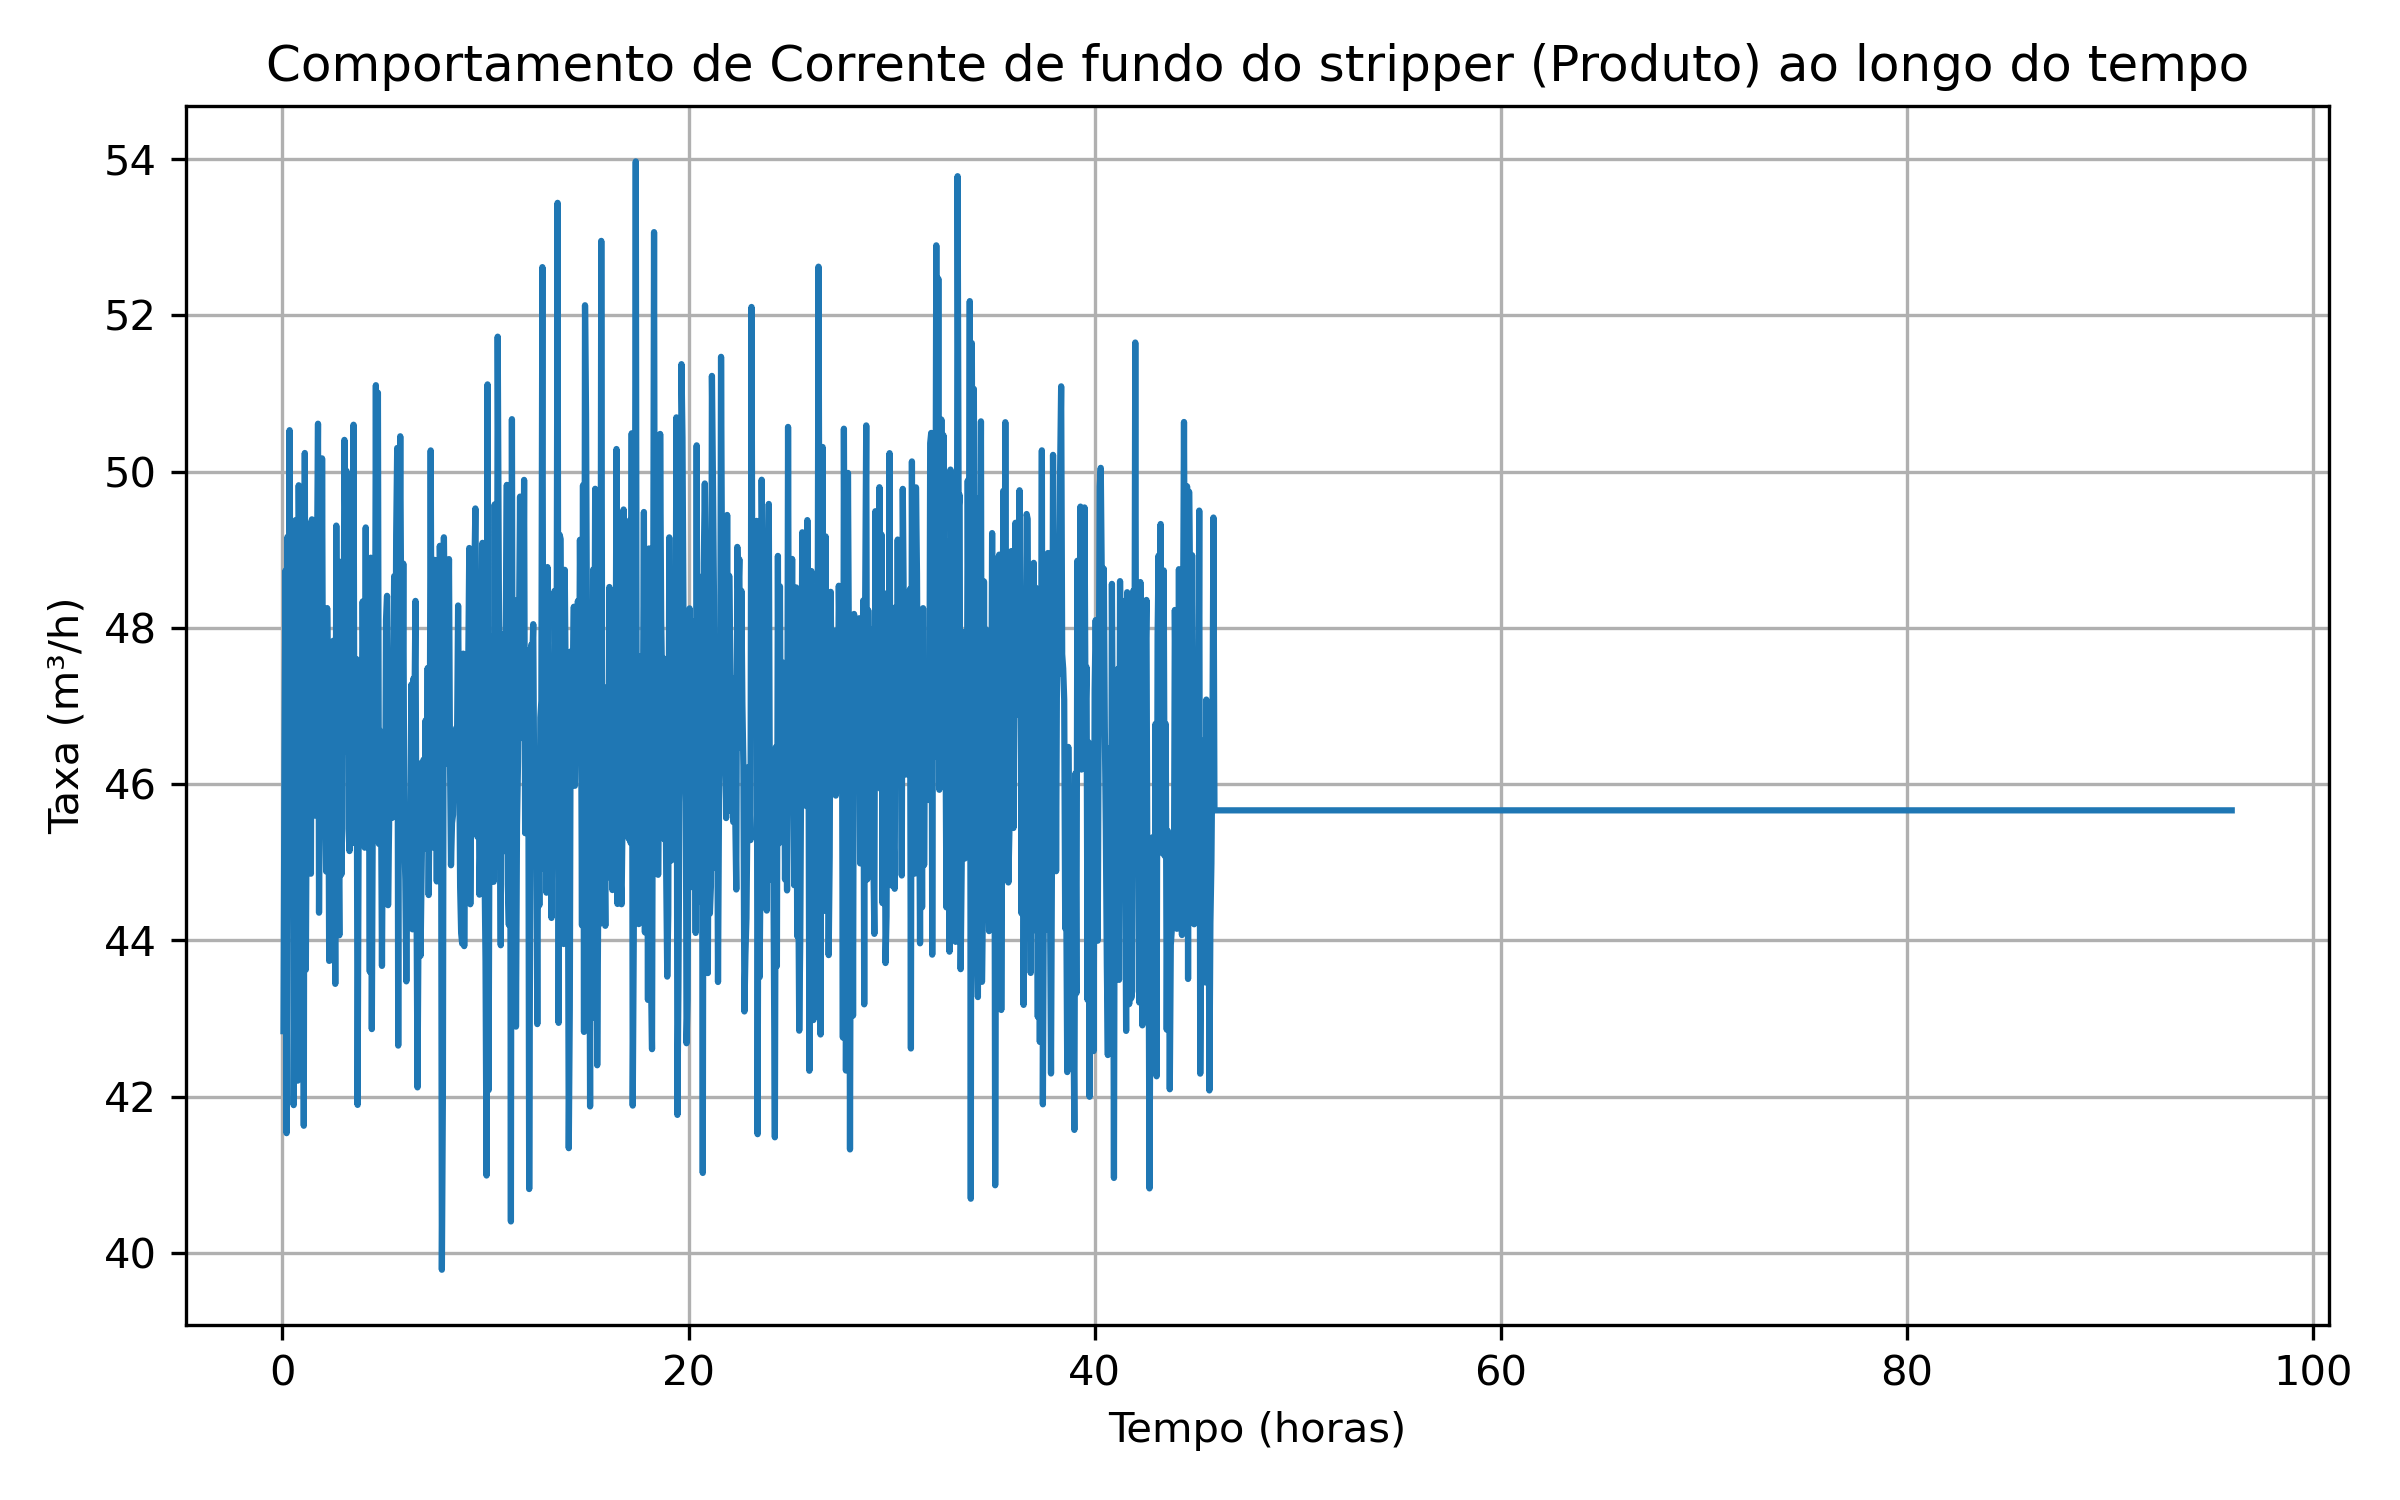 Comportamento de Corrente de fundo do stripper (Produto) ao longo do tempo
54
52
50
48
46
44
42
40
Taxa (m³/h)
0 20 40 60 80 100
Tempo (horas)